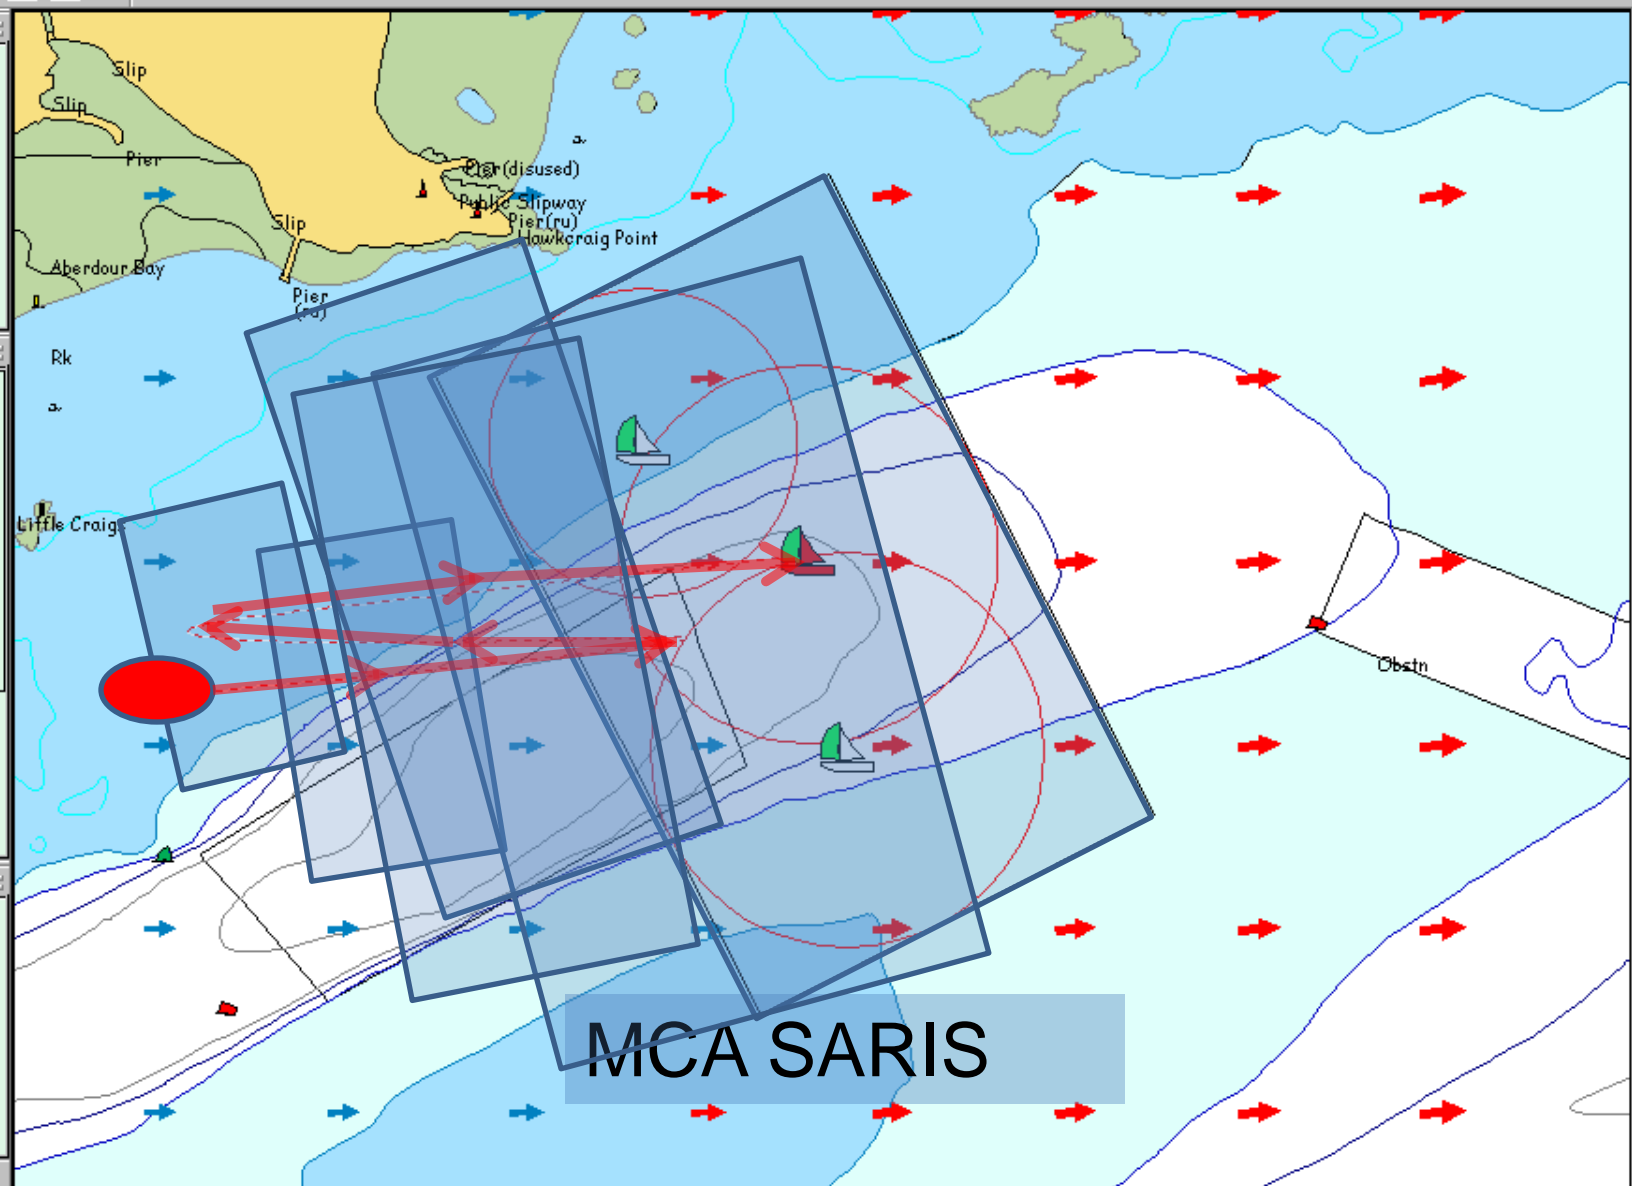 Slip
Slip
Pier
Pier(disused)
Public Slipway
Slip
Pier(ru)
Hawkcraig Point
Aberdour Bay
Pier
(ru)
Rk
Little Craigs
Obstn
MCA SARIS